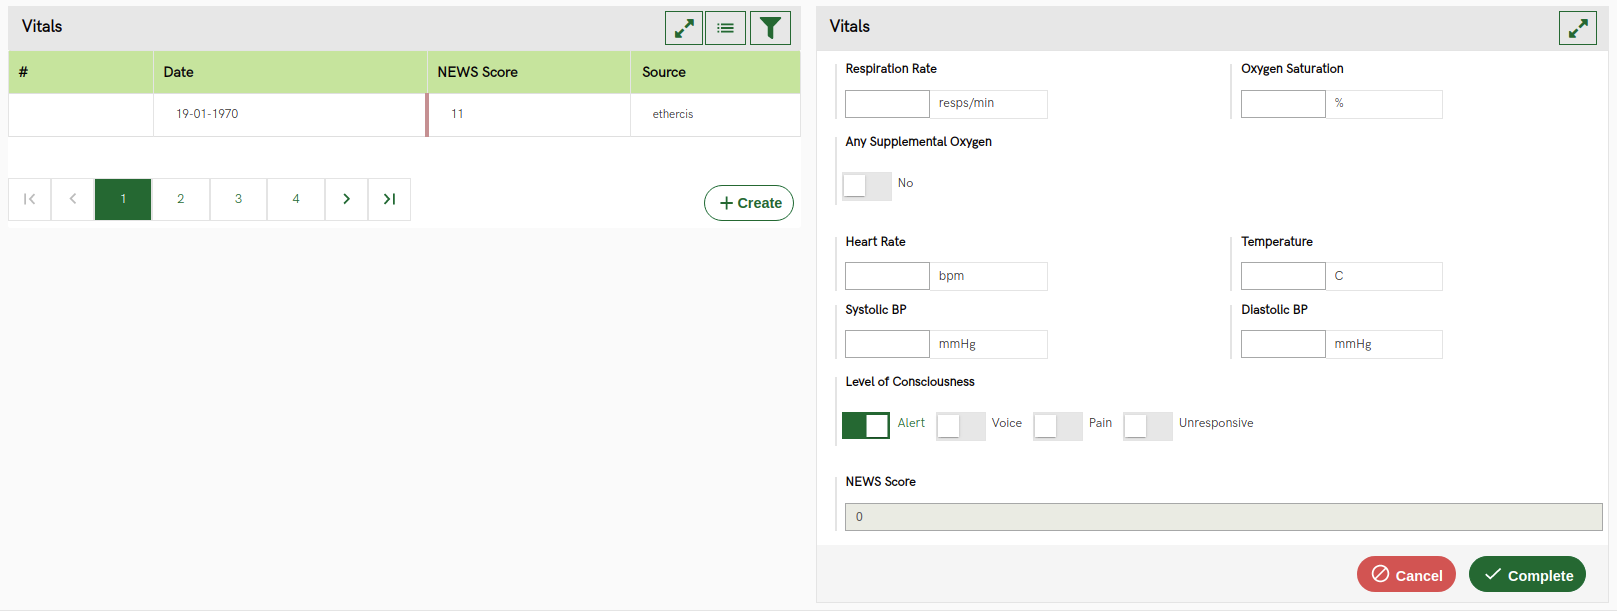 Vitals
# Date NEWS Score Source
19-01-1970 11 ethercis
1 2 3 4
+ Create
Vitals
Respiration Rate Oxygen Saturation
resps/min %
Any Supplemental Oxygen
No
Heart Rate Temperature
bpm C
Systolic BP Diastolic BP
mmHg mmHg
Level of Consciousness
Alert Voice Pain Unresponsive
NEWS Score
0
Cancel Complete